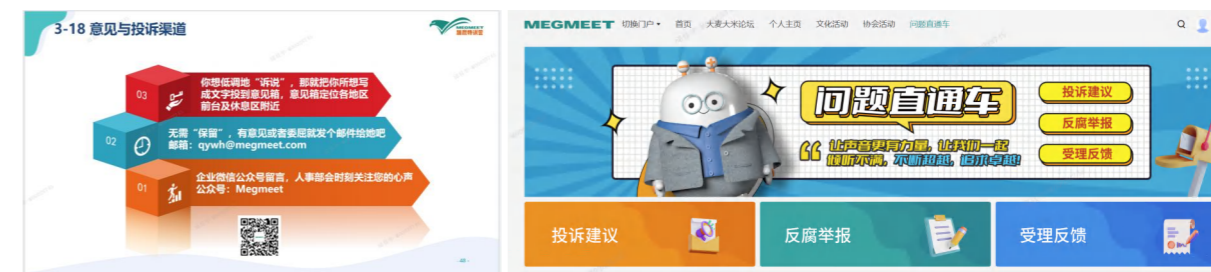 3-18 意见与投诉渠道
MEGMEET
03
你想低调地“诉说”，那就把你所想写
成文字投到意见箱，意见箱定位各地区
前台及休息区附近
02
无需“保留”，有意见或者委屈就发个邮件给她吧
邮箱：qywh@megmeet.com
01
企业微信公众号留言，人事部会时刻关注您的心声
公众号：Megmeet
MEGMEET 切换门户 首页 大麦大米论坛 个人主页 文化活动 协会活动 问题直通车
问题直通车
让声音更有力量，让我们一起
倾听不满，不断超越，追求卓越！
投诉建议
反腐举报
受理反馈
投诉建议
反腐举报
受理反馈